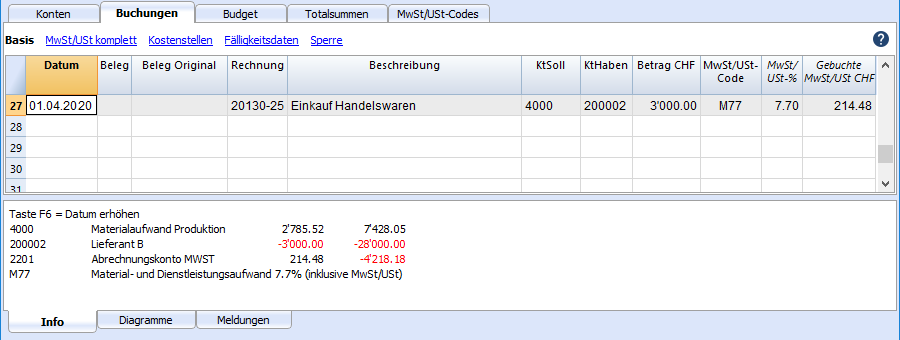 Konten Buchungen Budget Totalsummen MwSt/USt-Codes
Basis MwSt/USt komplett Kostenstellen Fälligkeitsdaten Sperre ?
Datum Beleg Beleg Original Rechnung Beschreibung KtSoll KtHaben Betrag CHF MwSt/USt-Code MwSt/USt-% Gebuchte MwSt/USt CHF
27 01.04.2020 20130-25 Einkauf Handelswaren 4000 200002 3'000.00 M77 7.70 214.48
28
29
30
31
Taste F6 = Datum erhöhen
4000 Materialaufwand Produktion 2'785.52 7'428.05
200002 Lieferant B -3'000.00 -28'000.00
2201 Abrechnungskonto MWST 214.48 -4'218.18
M77 Material- und Dienstleistungsaufwand 7.7% (inklusive MwSt/USt)
Info Diagramme Meldungen